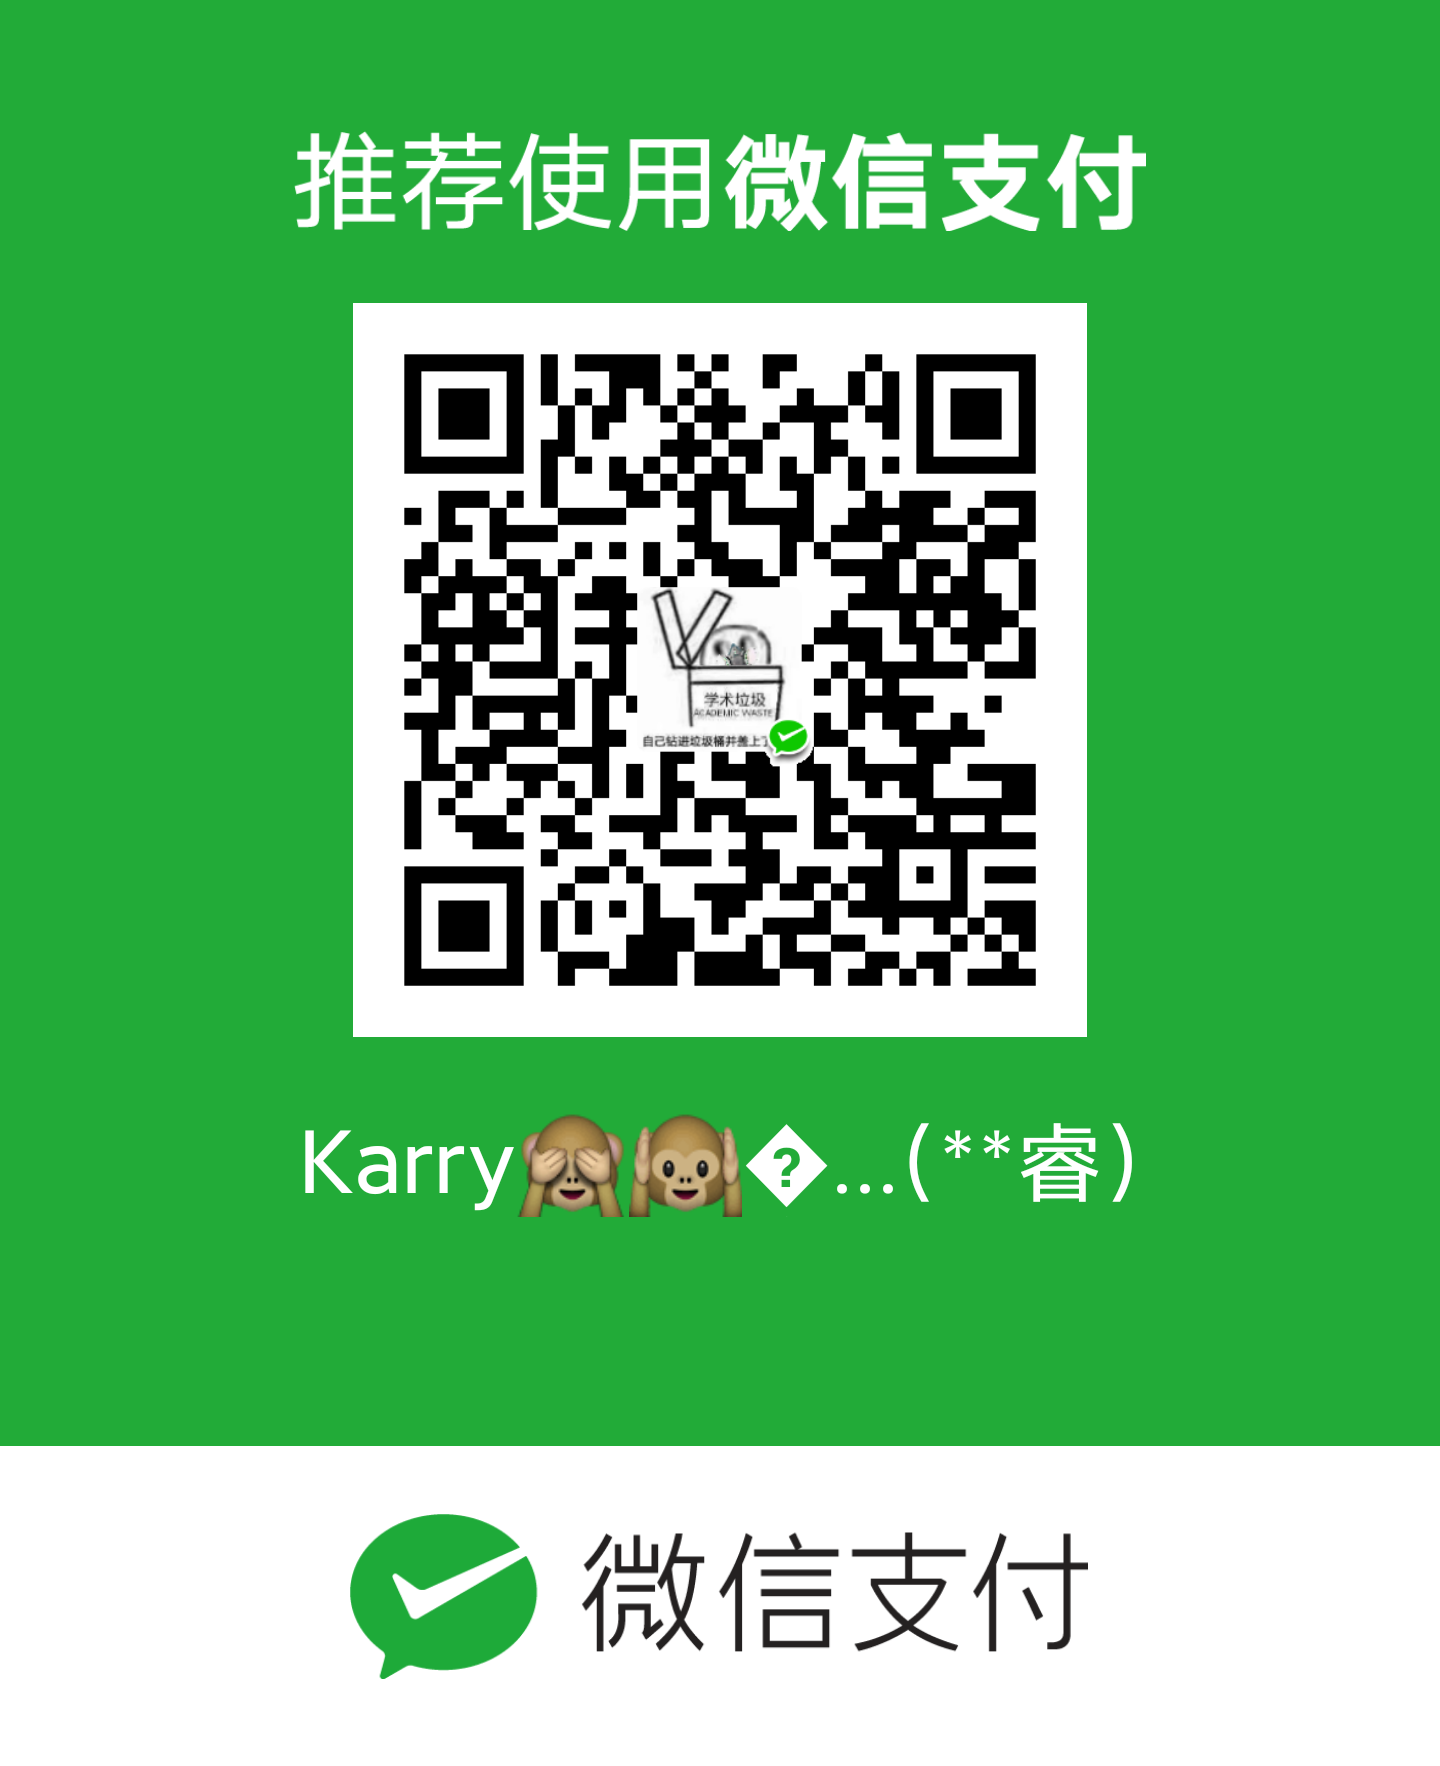 推荐使用微信支付
学术垃圾
ACADEMIC WASTE
自己钻进垃圾桶并盖上了
Karry🙈🙉�...(**睿)
微信支付